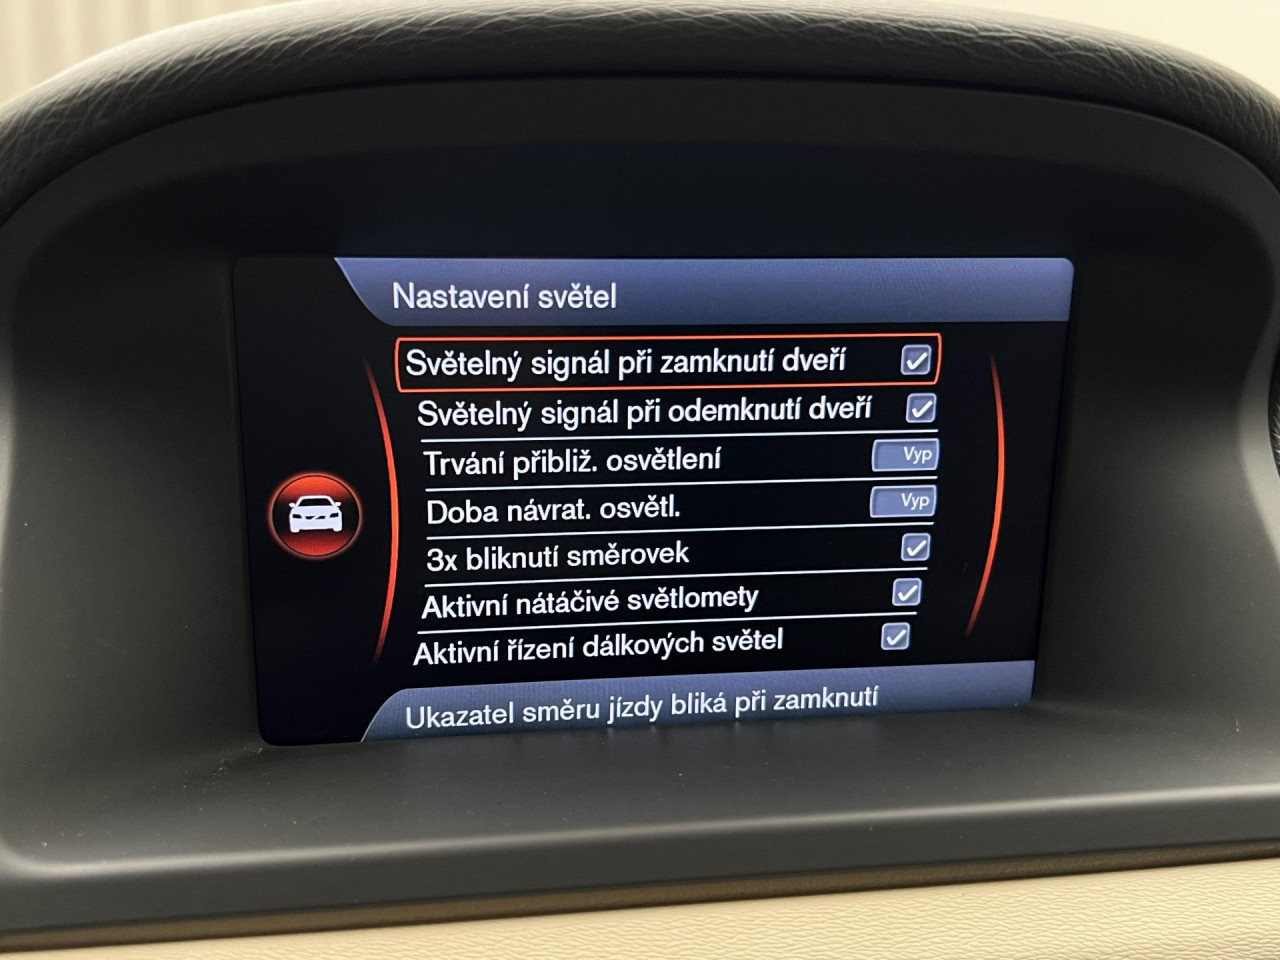 Nastavení světel
Světelný signál při zamknutí dveří
Světelný signál při odemknutí dveří
Trvání přibliž. osvětlení Vyp
Doba návrat. osvětl. Vyp
3x bliknutí směrovek
Aktivní nátáčivé světlomety
Aktivní řízení dálkových světel
Ukazatel směru jízdy bliká při zamknutí